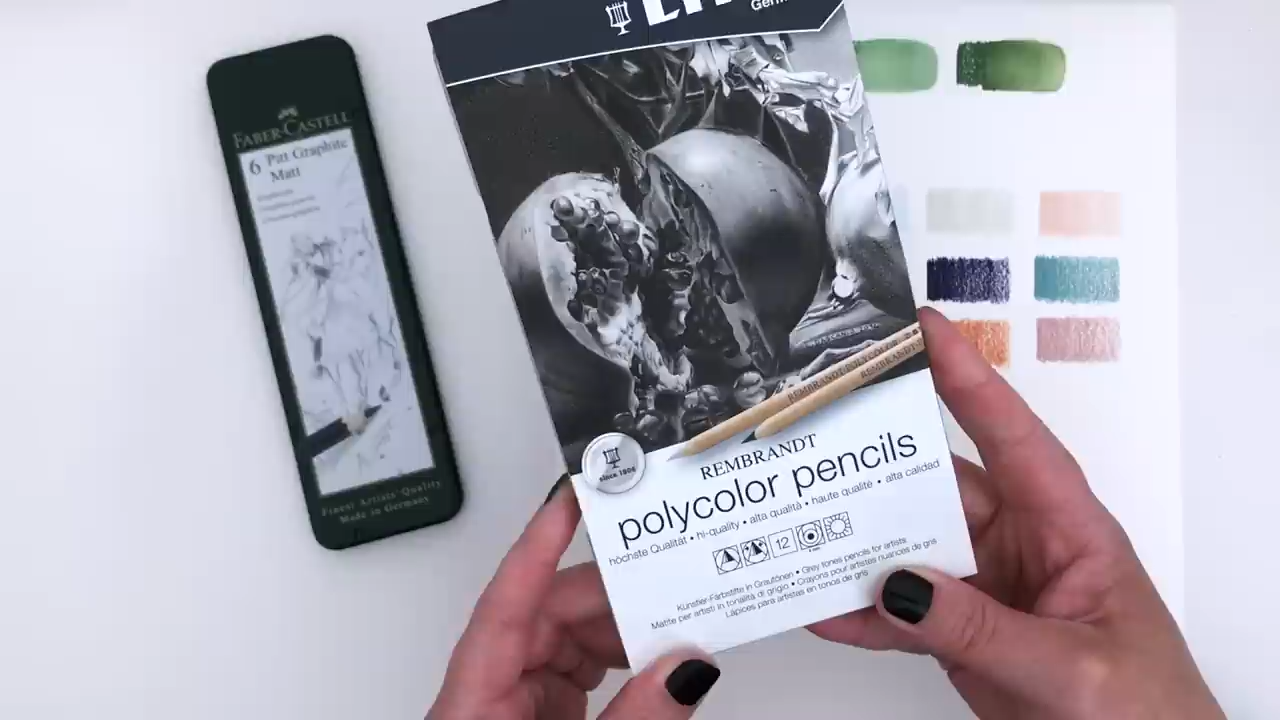 FABER-CASTELL
6 Pitt Graphite
Matt
Finest Artists' Quality
Made in Germany
REMBRANDT POLYCOLOR
REMBRANDT
since 1906
REMBRANDT
polycolor pencils
höchste Qualität • hi-quality • alta qualità • haute qualité • alta calidad
12
Künstler-Farbstifte in Grautönen • Grey tones pencils for artists
Matite per artisti in tonalità di grigio • Crayons pour artistes nuances de gris
Lápices para artistas en tonos de gris